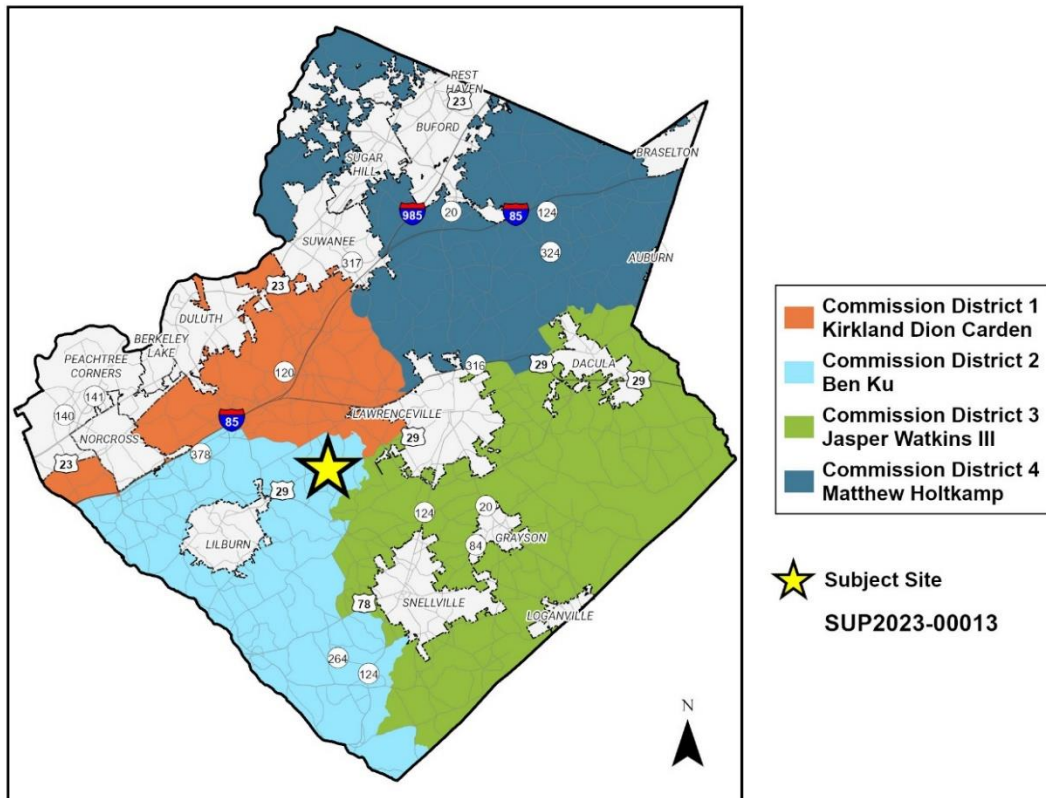 REST
HAVEN
23
BUFORD
BRASELTON
SUGAR
HILL
985
20
85
124
SUWANEE
324
AUBURN
317
23
DULUTH
BERKELEY
LAKE
PEACHTREE
CORNERS
316
29
DACULA
120
29
141
140
LAWRENCEVILLE
85
NORCROSS
29
378
23
29
124
20
GRAYSON
LILBURN
84
SNELLVILLE
78
LOGANVILLE
264
124
N
Commission District 1
Kirkland Dion Carden
Commission District 2
Ben Ku
Commission District 3
Jasper Watkins III
Commission District 4
Matthew Holtkamp
Subject Site
SUP2023-00013